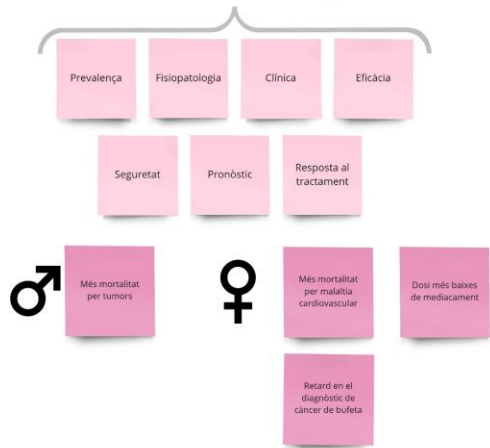 Prevalença
Fisiopatologia
Clínica
Eficàcia
Seguretat
Pronòstic
Resposta al
tractament
Més mortalitat
per tumors
Més mortalitat
per malaltia
cardiovascular
Dosi més baixes
de mediacament
Retard en el
diagnòstic de
càncer de bufeta